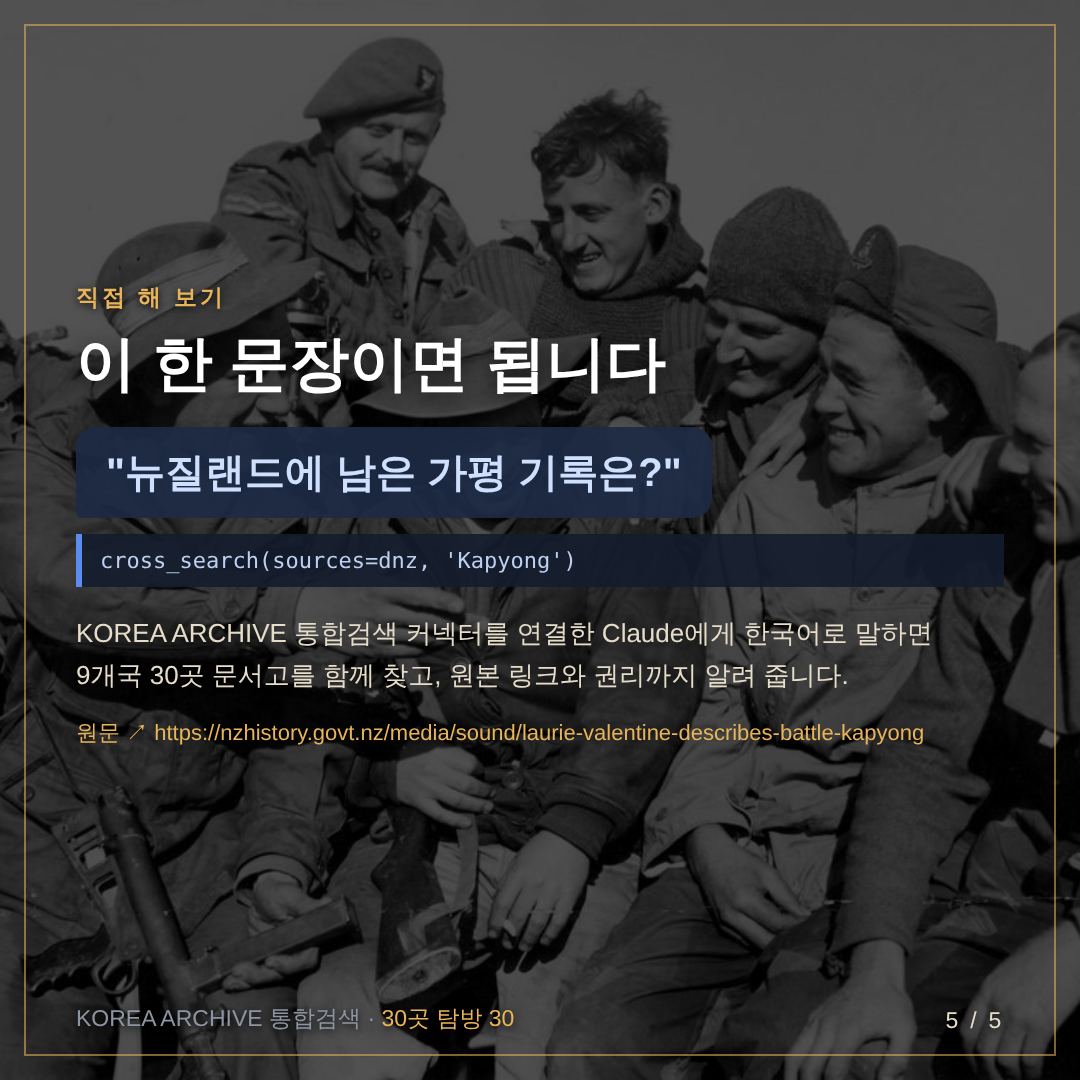 직접 해 보기
이 한 문장이면 됩니다
"뉴질랜드에 남은 가평 기록은?"
cross_search(sources=dnz, 'Kapyong')
KOREA ARCHIVE 통합검색 커넥터를 연결한 Claude에게 한국어로 말하면
9개국 30곳 문서고를 함께 찾고, 원본 링크와 권리까지 알려 줍니다.
원문 ↗ https://nzhistory.govt.nz/media/sound/laurie-valentine-describes-battle-kapyong
KOREA ARCHIVE 통합검색 · 30곳 탐방 30
5 / 5